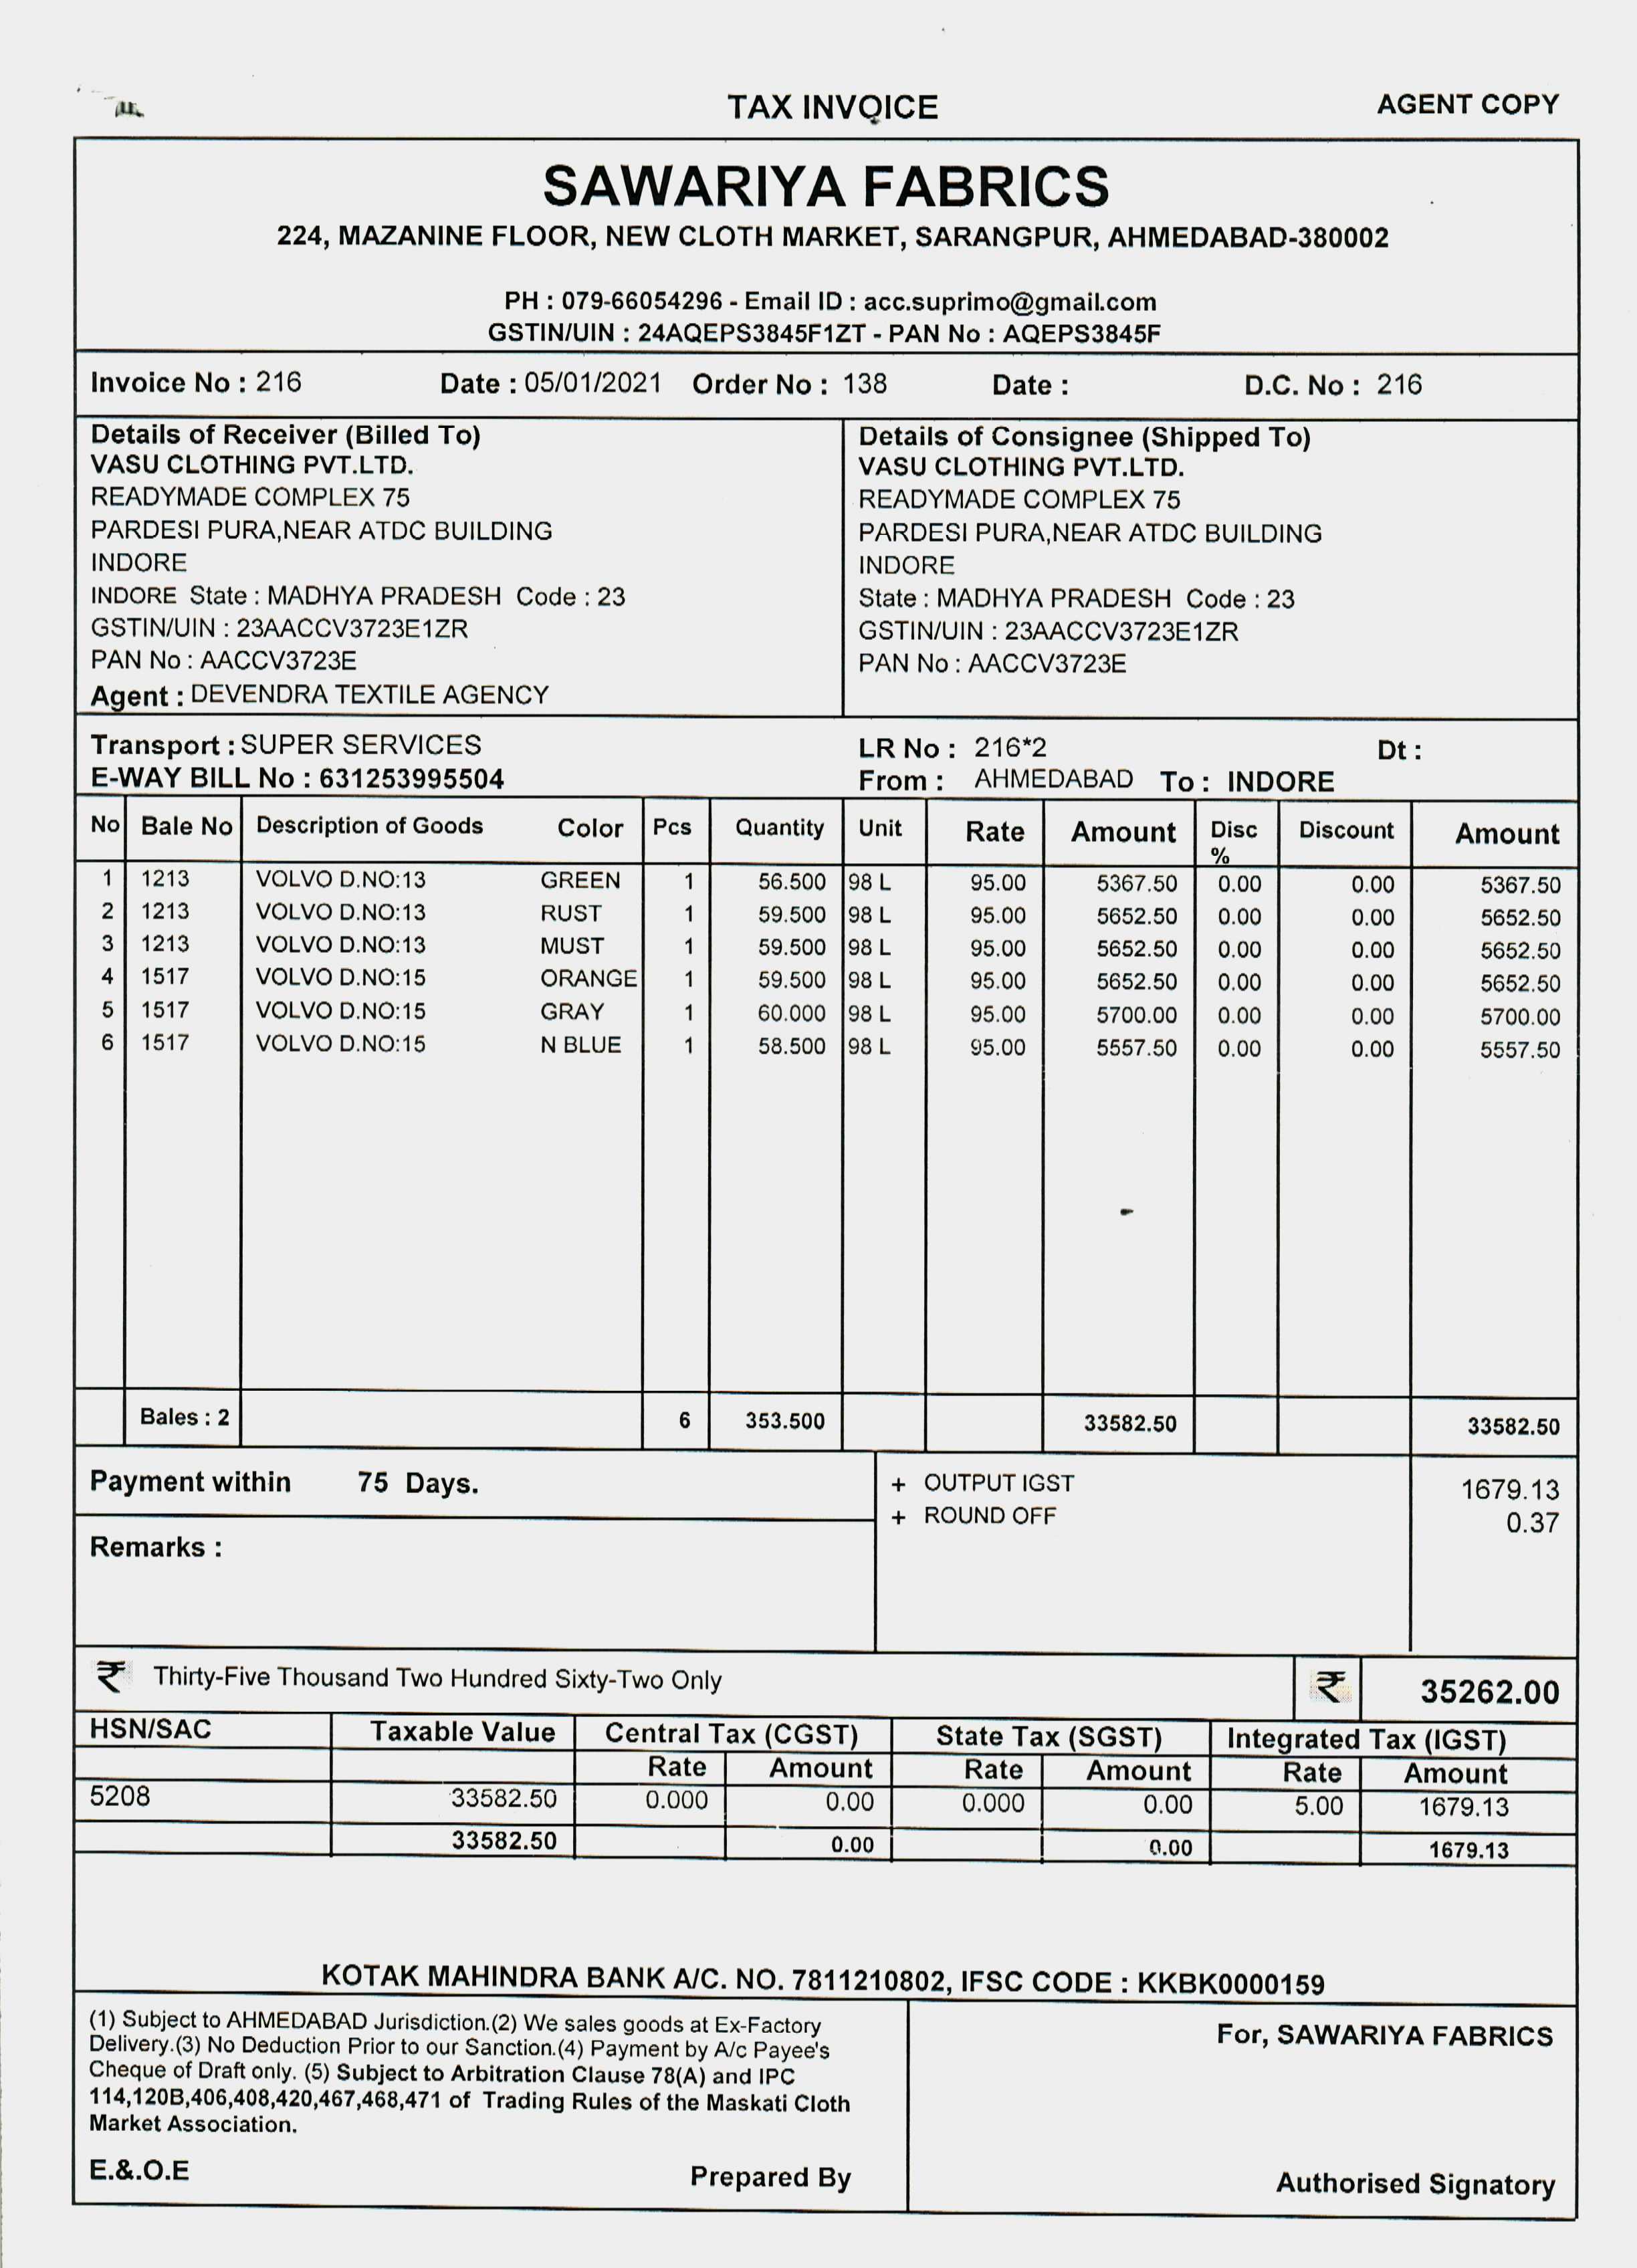 TAX INVOICE AGENT COPY
SAWARIYA FABRICS
224, MAZANINE FLOOR, NEW CLOTH MARKET, SARANGPUR, AHMEDABAD-380002
PH : 079-66054296 - Email ID : acc.suprimo@gmail.com
GSTIN/UIN : 24AQEPS3845F1ZT - PAN No : AQEPS3845F
Invoice No : 216 Date : 05/01/2021 Order No : 138 Date : D.C. No : 216
Details of Receiver (Billed To)
VASU CLOTHING PVT.LTD.
READYMADE COMPLEX 75
PARDESI PURA,NEAR ATDC BUILDING
INDORE
INDORE State : MADHYA PRADESH Code : 23
GSTIN/UIN : 23AACCV3723E1ZR
PAN No : AACCV3723E
Agent : DEVENDRA TEXTILE AGENCY
Details of Consignee (Shipped To)
VASU CLOTHING PVT.LTD.
READYMADE COMPLEX 75
PARDESI PURA,NEAR ATDC BUILDING
INDORE
State : MADHYA PRADESH Code : 23
GSTIN/UIN : 23AACCV3723E1ZR
PAN No : AACCV3723E
Transport : SUPER SERVICES LR No : 216*2 Dt :
E-WAY BILL No : 631253995504 From : AHMEDABAD To : INDORE
No Bale No Description of Goods Color Pcs Quantity Unit Rate Amount Disc % Discount Amount
1 1213 VOLVO D.NO:13 GREEN 1 56.500 98 L 95.00 5367.50 0.00 0.00 5367.50
2 1213 VOLVO D.NO:13 RUST 1 59.500 98 L 95.00 5652.50 0.00 0.00 5652.50
3 1213 VOLVO D.NO:13 MUST 1 59.500 98 L 95.00 5652.50 0.00 0.00 5652.50
4 1517 VOLVO D.NO:15 ORANGE 1 59.500 98 L 95.00 5652.50 0.00 0.00 5652.50
5 1517 VOLVO D.NO:15 GRAY 1 60.000 98 L 95.00 5700.00 0.00 0.00 5700.00
6 1517 VOLVO D.NO:15 N BLUE 1 58.500 98 L 95.00 5557.50 0.00 0.00 5557.50
Bales : 2 6 353.500 33582.50 33582.50
Payment within 75 Days.
+ OUTPUT IGST 1679.13
+ ROUND OFF 0.37
Remarks :
₹ Thirty-Five Thousand Two Hundred Sixty-Two Only ₹ 35262.00
HSN/SAC Taxable Value Central Tax (CGST) State Tax (SGST) Integrated Tax (IGST)
Rate Amount Rate Amount Rate Amount
5208 33582.50 0.000 0.00 0.000 0.00 5.00 1679.13
33582.50 0.00 0.00 1679.13
KOTAK MAHINDRA BANK A/C. NO. 7811210802, IFSC CODE : KKBK0000159
(1) Subject to AHMEDABAD Jurisdiction.(2) We sales goods at Ex-Factory
Delivery.(3) No Deduction Prior to our Sanction.(4) Payment by A/c Payee's
Cheque of Draft only. (5) Subject to Arbitration Clause 78(A) and IPC
114,120B,406,408,420,467,468,471 of Trading Rules of the Maskati Cloth
Market Association.
For, SAWARIYA FABRICS
E.&.O.E Prepared By Authorised Signatory